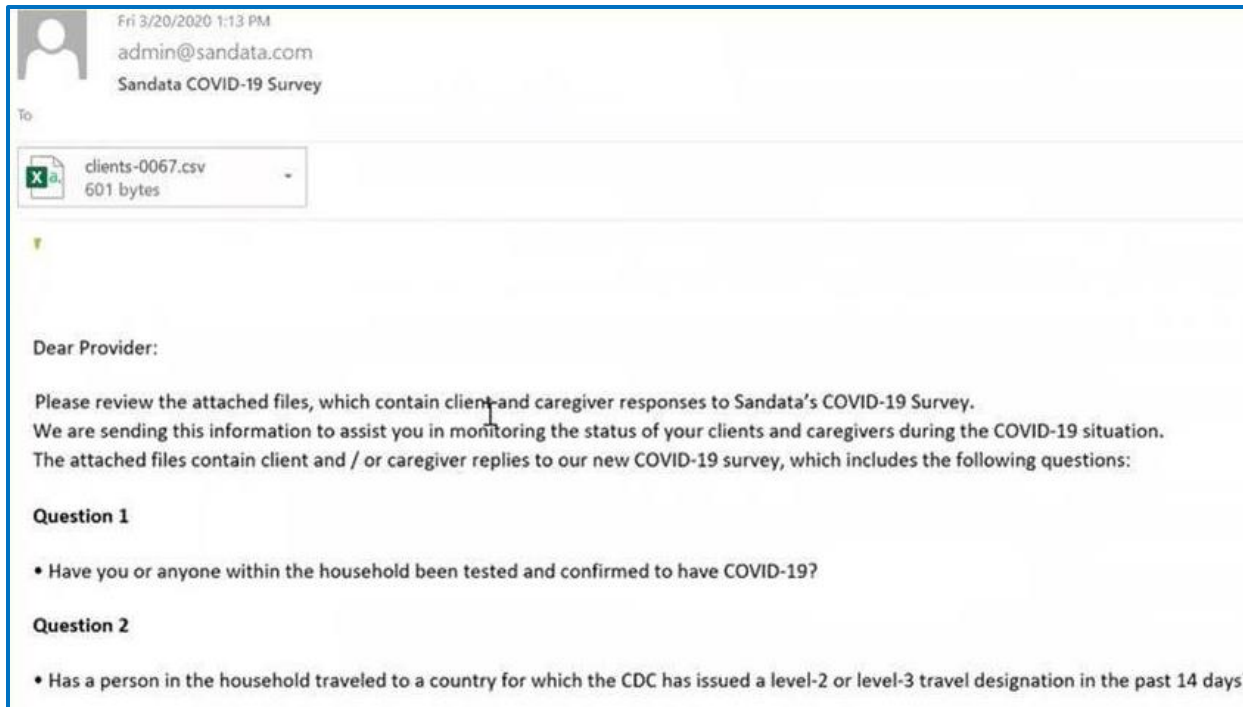 Fri 3/20/2020 1:13 PM
admin@sandata.com
Sandata COVID-19 Survey
To
clients-0067.csv
601 bytes
Dear Provider:
Please review the attached files, which contain client and caregiver responses to Sandata’s COVID-19 Survey.
We are sending this information to assist you in monitoring the status of your clients and caregivers during the COVID-19 situation.
The attached files contain client and / or caregiver replies to our new COVID-19 survey, which includes the following questions:
Question 1
• Have you or anyone within the household been tested and confirmed to have COVID-19?
Question 2
• Has a person in the household traveled to a country for which the CDC has issued a level-2 or level-3 travel designation in the past 14 days